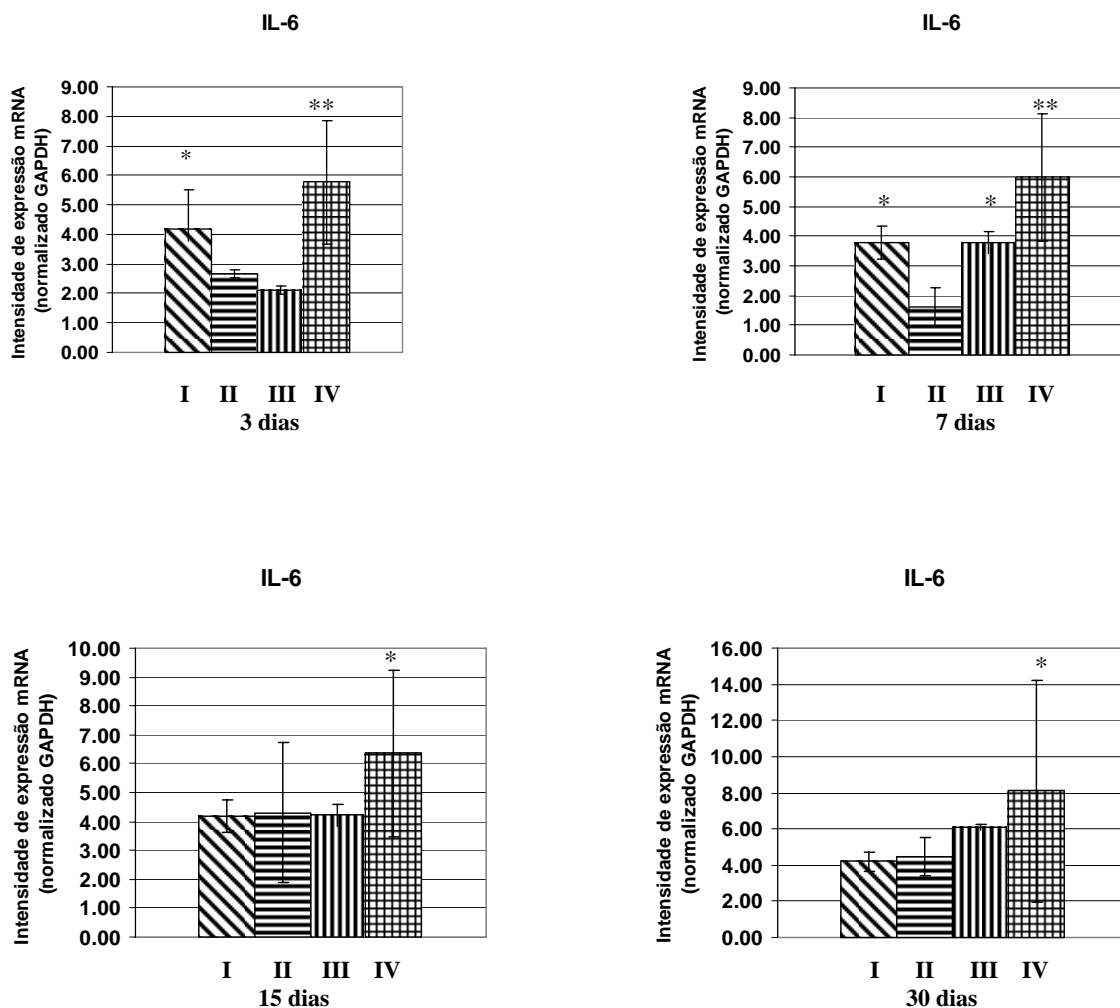 IL-6
Intensidade de expressão mRNA
(normalizado GAPDH)
9.00
8.00
7.00
6.00
5.00
4.00
3.00
2.00
1.00
0.00
*
**
I II III IV
3 dias
IL-6
Intensidade de expressão mRNA
(normalizado GAPDH)
9.00
8.00
7.00
6.00
5.00
4.00
3.00
2.00
1.00
0.00
*
*
**
I II III IV
7 dias
IL-6
Intensidade de expressão mRNA
(normalizado GAPDH)
10.00
9.00
8.00
7.00
6.00
5.00
4.00
3.00
2.00
1.00
0.00
*
I II III IV
15 dias
IL-6
Intensidade de expressão mRNA
(normalizado GAPDH)
16.00
14.00
12.00
10.00
8.00
6.00
4.00
2.00
0.00
*
I II III IV
30 dias